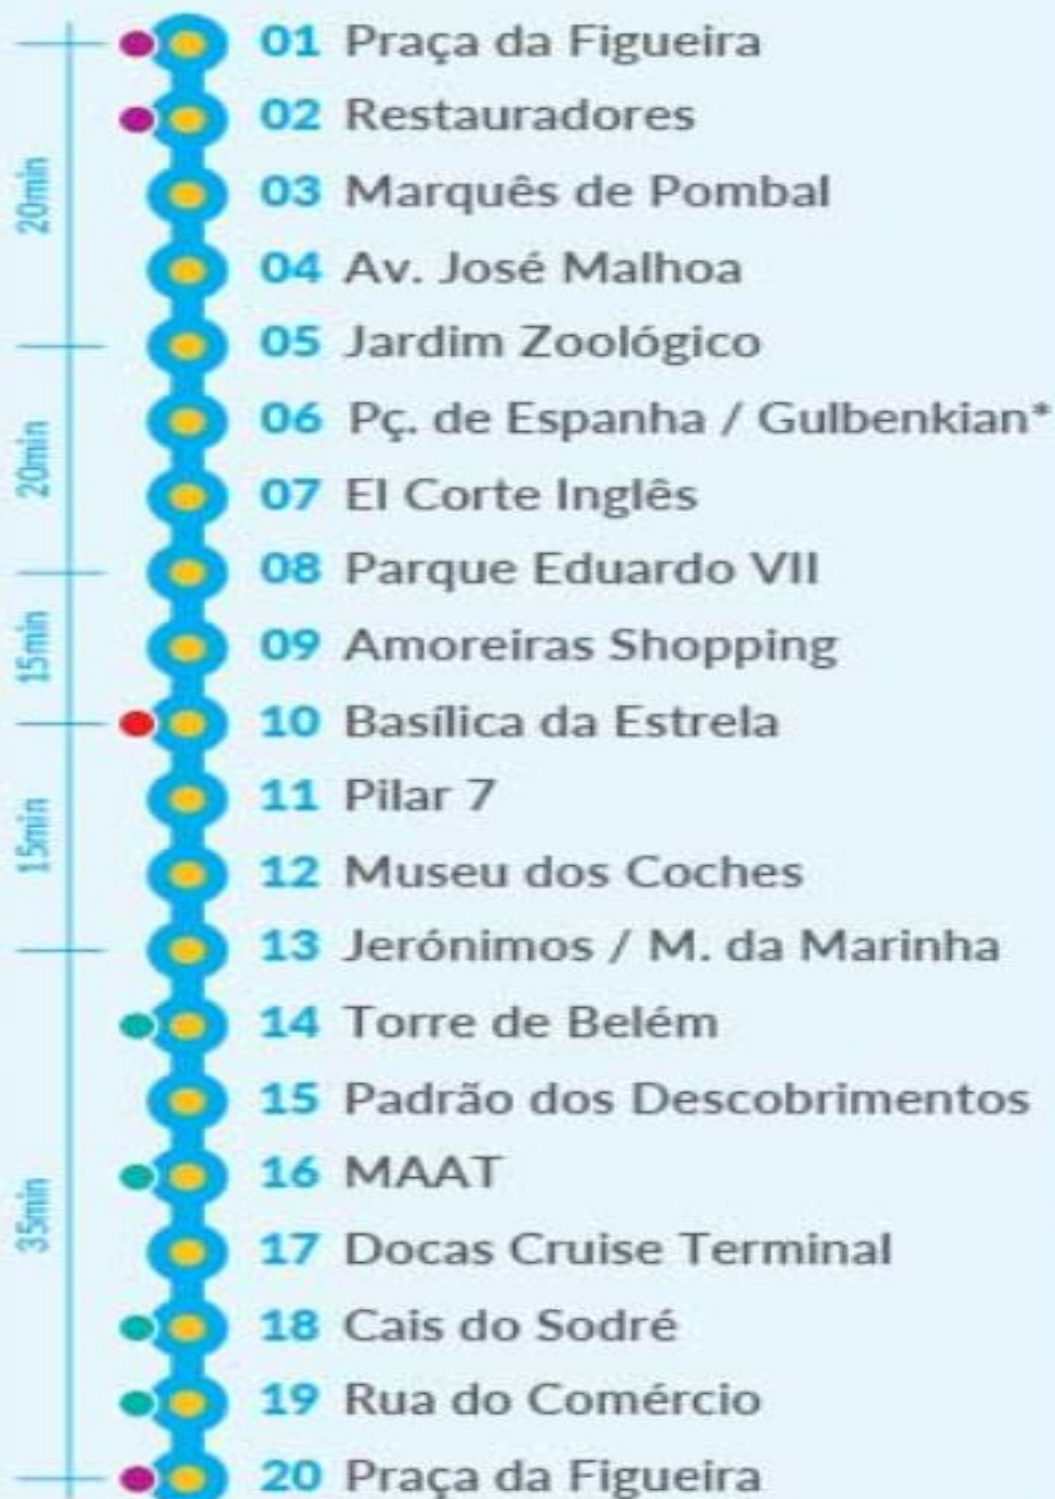 01 Praça da Figueira
02 Restauradores
03 Marquês de Pombal
04 Av. José Malhoa
05 Jardim Zoológico
06 Pç. de Espanha / Gulbenkian*
07 El Corte Inglês
08 Parque Eduardo VII
09 Amoreiras Shopping
10 Basílica da Estrela
11 Pilar 7
12 Museu dos Coches
13 Jerónimos / M. da Marinha
14 Torre de Belém
15 Padrão dos Descobrimentos
16 MAAT
17 Docas Cruise Terminal
18 Cais do Sodré
19 Rua do Comércio
20 Praça da Figueira
20min
20min
15min
15min
35min